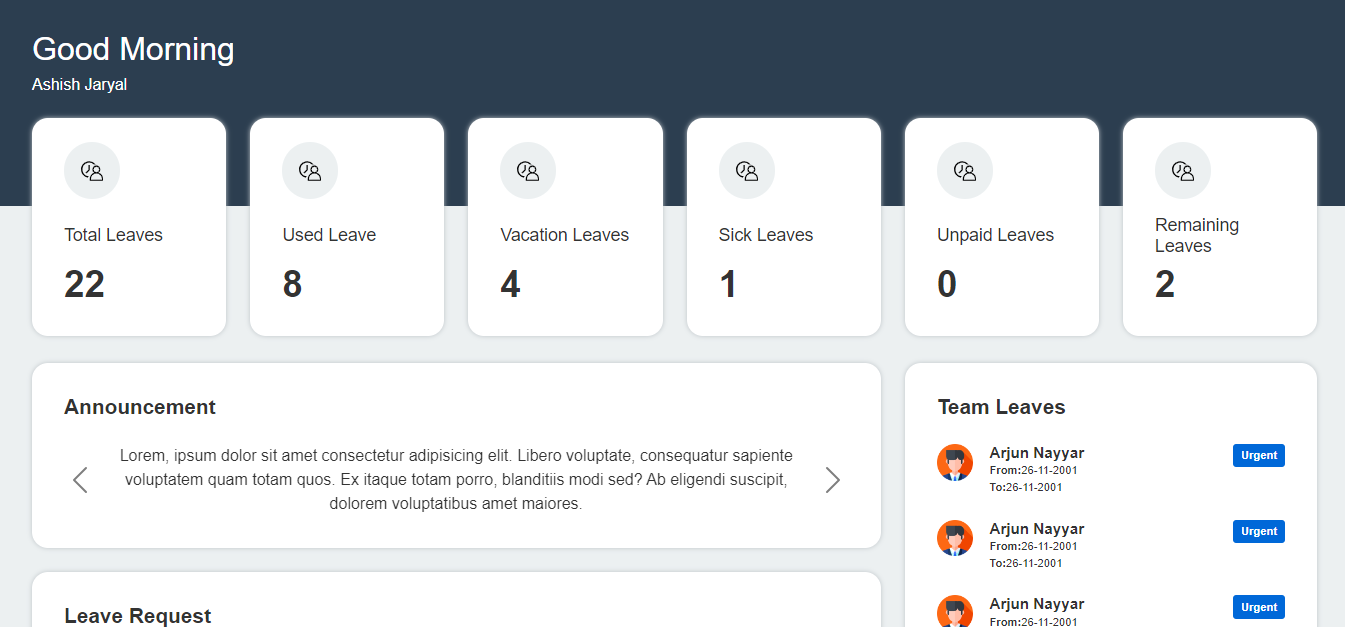 Good Morning
Ashish Jaryal
Total Leaves
22
Used Leave
8
Vacation Leaves
4
Sick Leaves
1
Unpaid Leaves
0
Remaining
Leaves
2
Announcement
Lorem, ipsum dolor sit amet consectetur adipisicing elit. Libero voluptate, consequatur sapiente
voluptatem quam totam quos. Ex itaque totam porro, blanditiis modi sed? Ab eligendi suscipit,
dolorem voluptatibus amet maiores.
Leave Request
Team Leaves
Arjun Nayyar
Urgent
From:26-11-2001
To:26-11-2001
Arjun Nayyar
Urgent
From:26-11-2001
To:26-11-2001
Arjun Nayyar
Urgent
From:26-11-2001